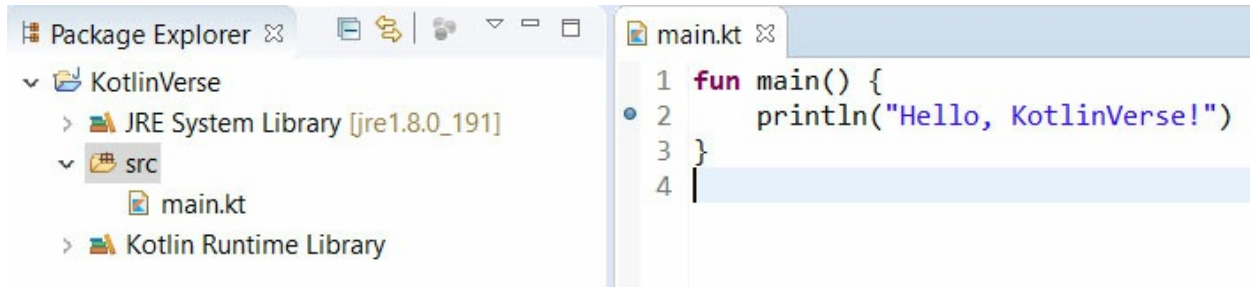 Package Explorer
KotlinVerse
JRE System Library [jre1.8.0_191]
src
main.kt
Kotlin Runtime Library
main.kt
1 fun main() {
2     println("Hello, KotlinVerse!")
3 }
4